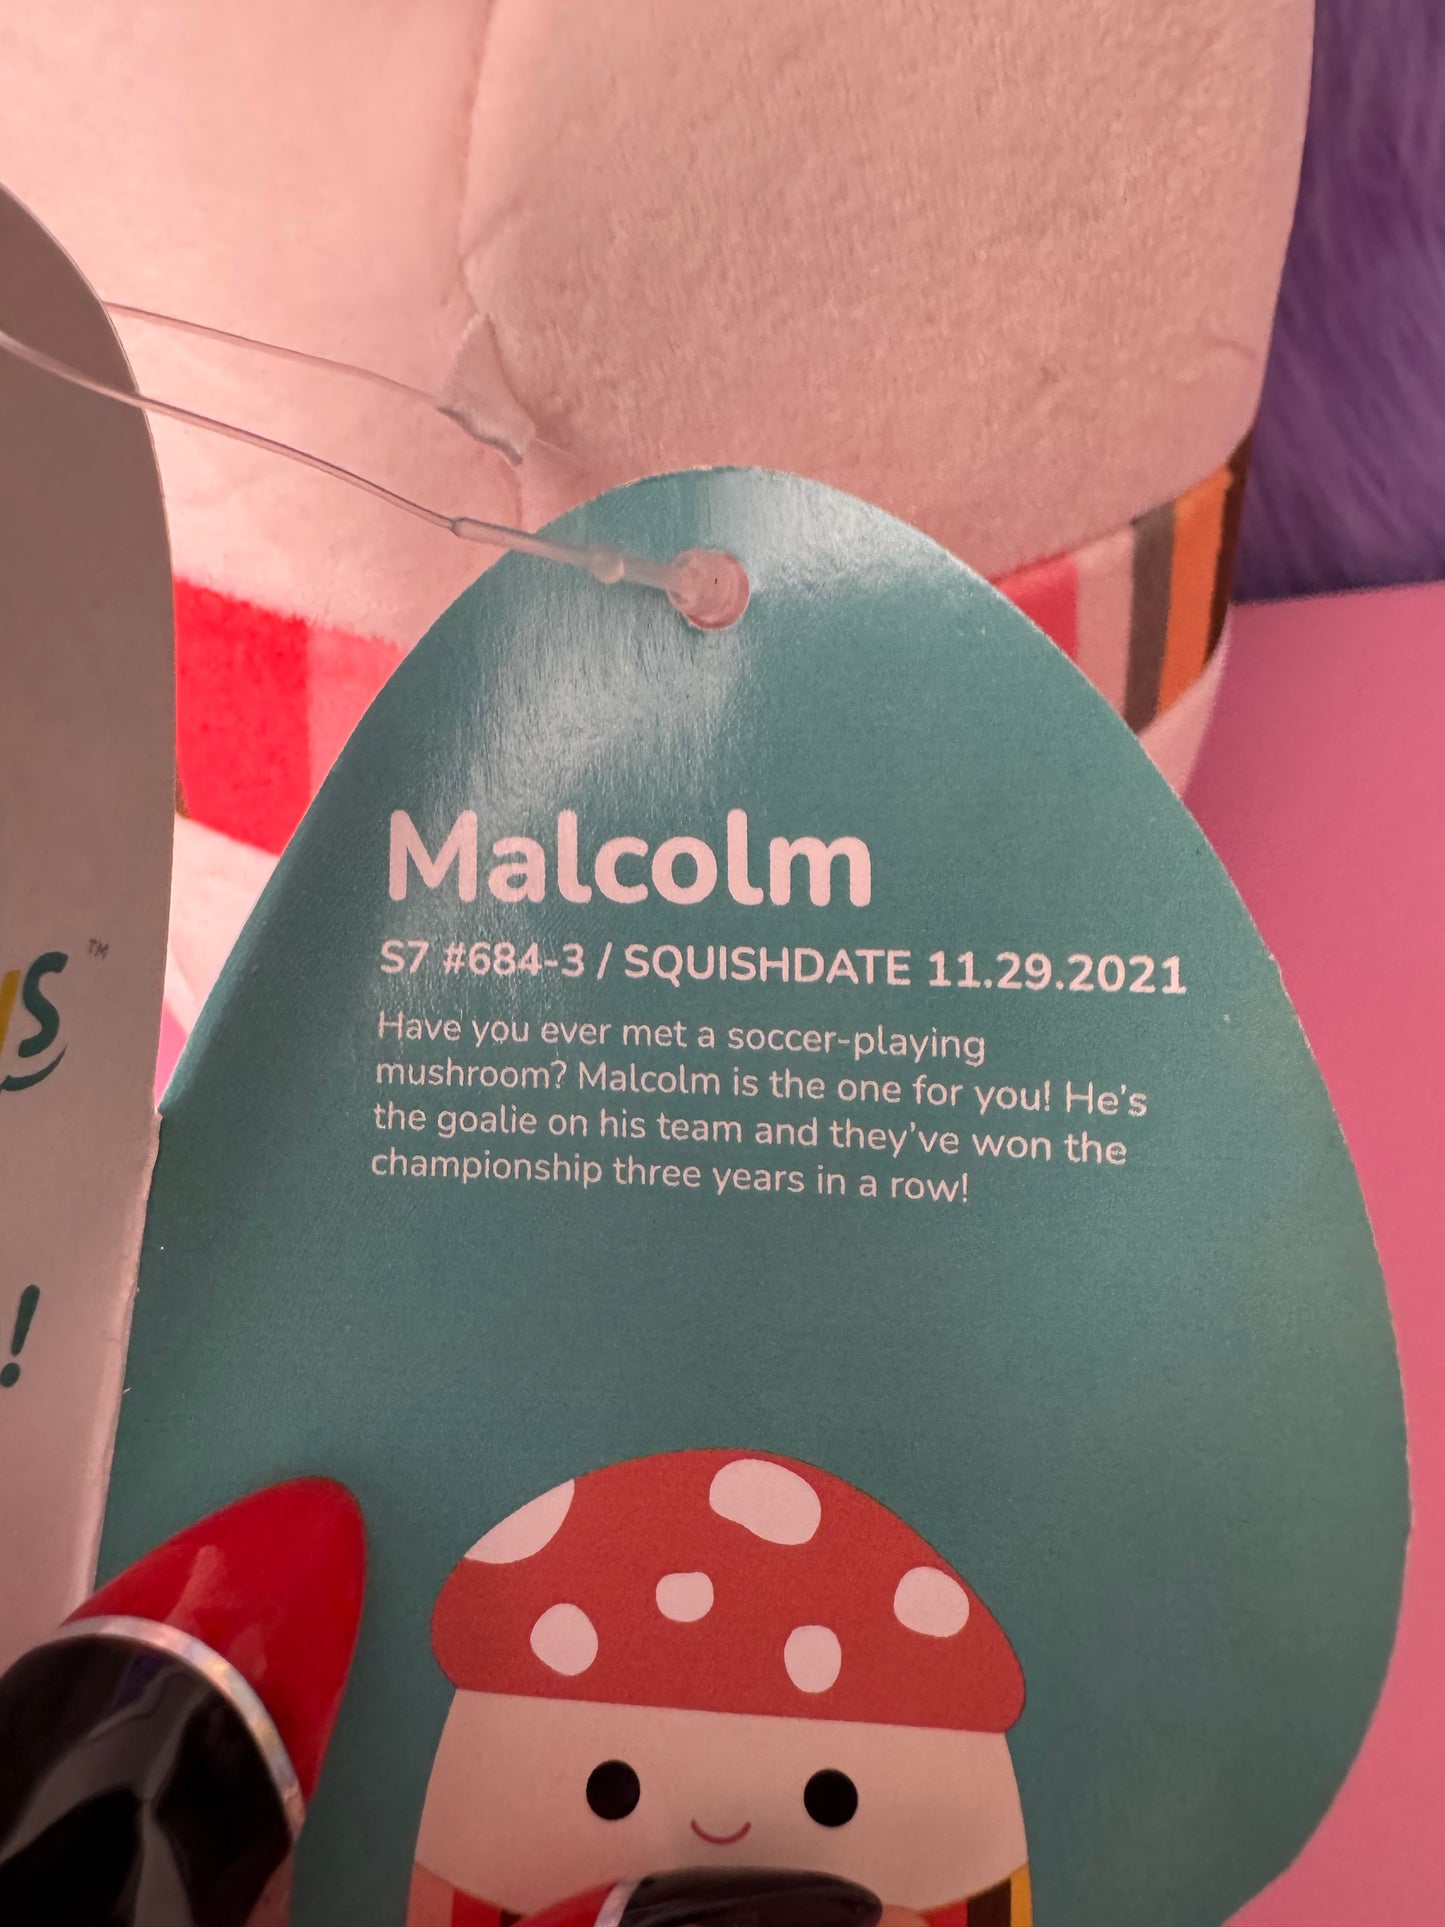 Malcolm
S7 #684-3 / SQUISHDATE 11.29.2021
Have you ever met a soccer-playing
mushroom? Malcolm is the one for you! He's
the goalie on his team and they've won the
championship three years in a row!
S™
!